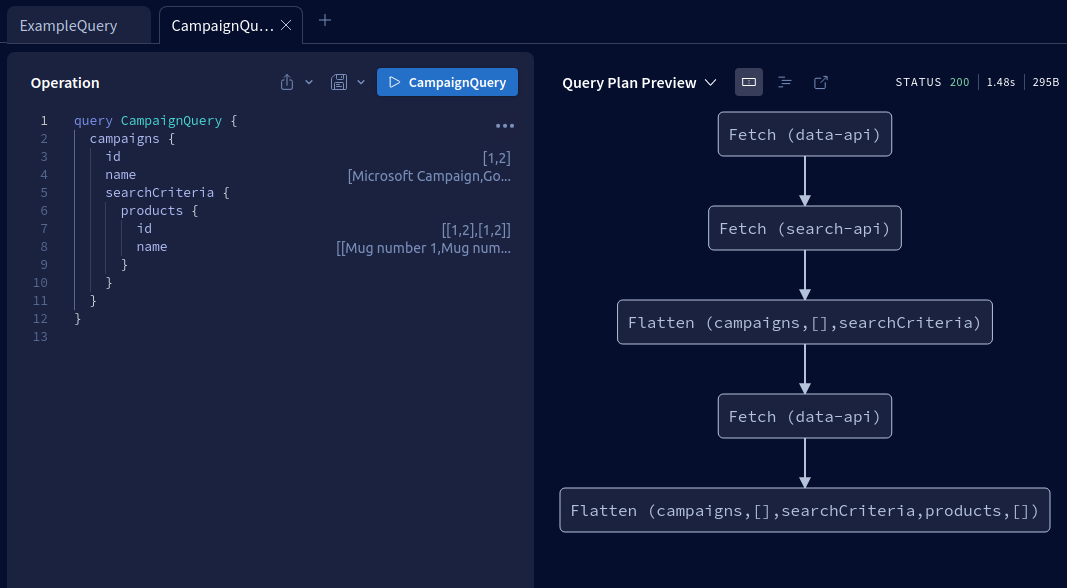 ExampleQuery
CampaignQu...
Operation
CampaignQuery
1 query CampaignQuery {
2 campaigns {
3 id [1,2]
4 name [Microsoft Campaign,Go...
5 searchCriteria {
6 products {
7 id [[1,2],[1,2]]
8 name [[Mug number 1,Mug num...
9 }
10 }
11 }
12 }
13
Query Plan Preview
STATUS 200 1.48s 295B
Fetch (data-api)
Fetch (search-api)
Flatten (campaigns,[],searchCriteria)
Fetch (data-api)
Flatten (campaigns,[],searchCriteria,products,[])